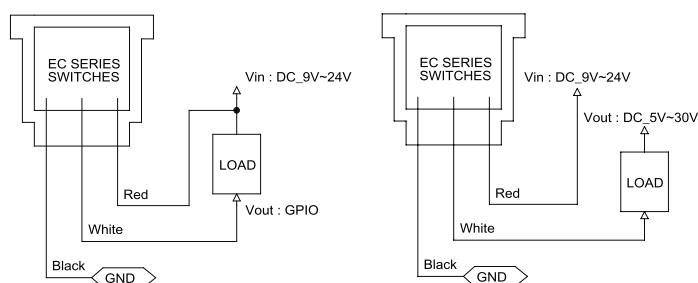 EC SERIES
SWITCHES
Vin : DC_9V~24V
LOAD
Red
Vout : GPIO
White
Black
GND
EC SERIES
SWITCHES
Vin : DC_9V~24V
Vout : DC_5V~30V
LOAD
Red
White
Black
GND